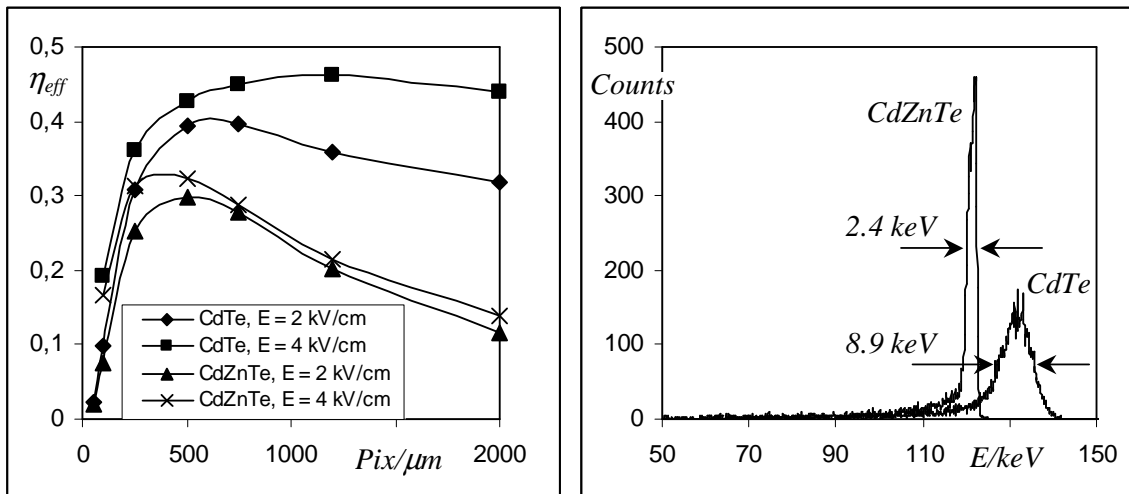 0,5
η_eff
0,4
0,3
0,2
0,1
0
CdTe, E = 2 kV/cm
CdTe, E = 4 kV/cm
CdZnTe, E = 2 kV/cm
CdZnTe, E = 4 kV/cm
0 500 1000 1500 2000
Pix/μm
500
Counts
400
300
200
100
0
CdZnTe
2.4 keV
CdTe
8.9 keV
50 70 90 110 130 150
E/keV